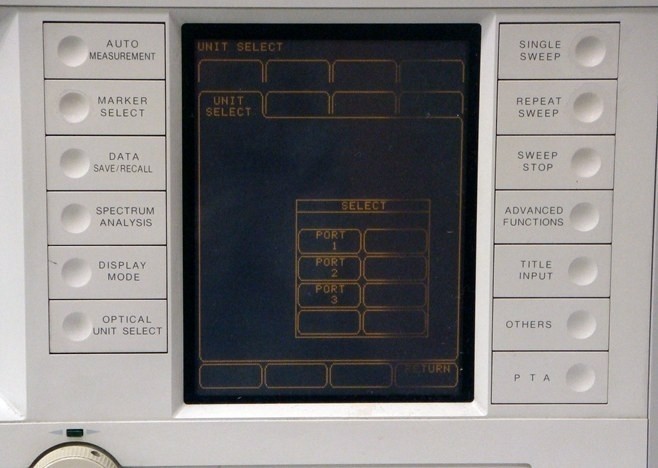 AUTO
MEASUREMENT
MARKER
SELECT
DATA
SAVE/RECALL
SPECTRUM
ANALYSIS
DISPLAY
MODE
OPTICAL
UNIT SELECT
UNIT SELECT
UNIT
SELECT
SELECT
PORT
1
PORT
2
PORT
3
RETURN
SINGLE
SWEEP
REPEAT
SWEEP
SWEEP
STOP
ADVANCED
FUNCTIONS
TITLE
INPUT
OTHERS
P T A